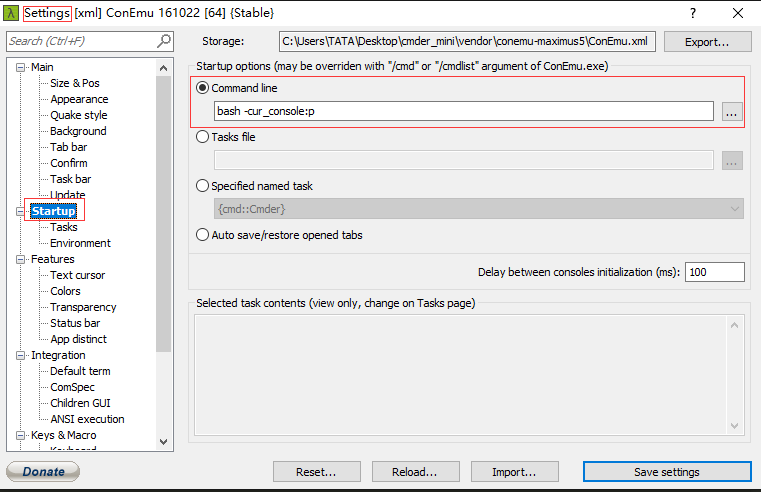 Settings [xml] ConEmu 161022 [64] {Stable}
Search (Ctrl+F)
Storage:
C:\Users\TATA\Desktop\cmder_mini\vendor\conemu-maximus5\ConEmu.xml
Export...
Main
Size & Pos
Appearance
Quake style
Background
Tab bar
Confirm
Task bar
Update
Startup
Tasks
Environment
Features
Text cursor
Colors
Transparency
Status bar
App distinct
Integration
Default term
ComSpec
Children GUI
ANSI execution
Keys & Macro
Keyboard
Startup options (may be overriden with "/cmd" or "/cmdlist" argument of ConEmu.exe)
Command line
bash -cur_console:p
...
Tasks file
...
Specified named task
{cmd::Cmder}
Auto save/restore opened tabs
Delay between consoles initialization (ms):
100
Selected task contents (view only, change on Tasks page)
Donate
Reset...
Reload...
Import...
Save settings